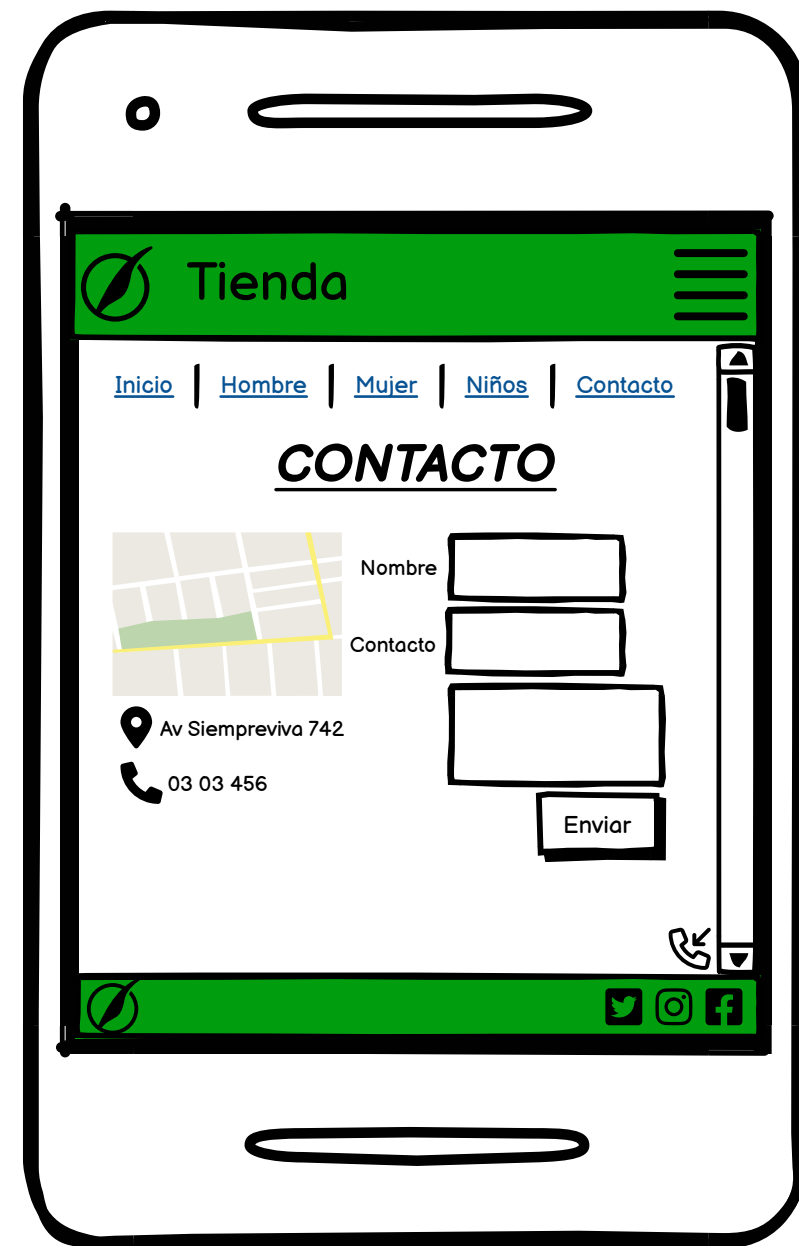 Tienda
Inicio Hombre Mujer Niños Contacto
CONTACTO
Nombre
Contacto
Av Siempreviva 742
03 03 456
Enviar